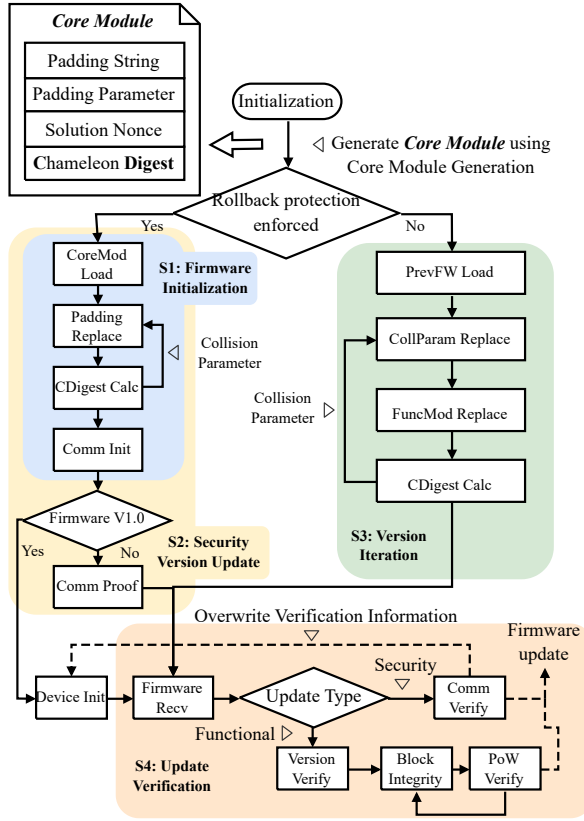 Core Module
Padding String
Padding Parameter
Solution Nonce
Chameleon Digest
Initialization
Generate Core Module using
Core Module Generation
Rollback protection
enforced
Yes
No
CoreMod
Load
S1: Firmware
Initialization
Padding
Replace
Collision
Parameter
CDigest Calc
Comm Init
PrevFW Load
CollParam Replace
Collision
Parameter
FuncMod Replace
CDigest Calc
Firmware V1.0
Yes
No
S2: Security
Version Update
S3: Version
Iteration
Comm Proof
Overwrite Verification Information
Firmware
update
Security
Device Init
Firmware
Recv
Update Type
Comm
Verify
Functional
S4: Update
Verification
Version
Verify
Block
Integrity
PoW
Verify